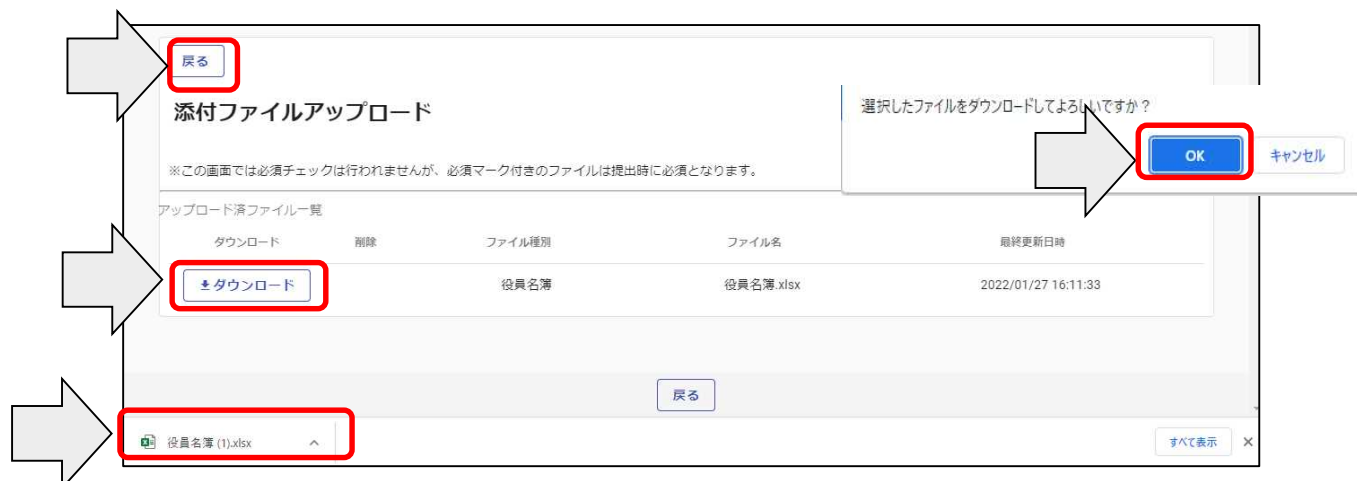 戻る
添付ファイルアップロード
選択したファイルをダウンロードしてよろしいですか？
OK
キャンセル
※この画面では必須チェックは行われませんが、必須マーク付きのファイルは提出時に必須となります。
アップロード済ファイル一覧
ダウンロード 削除 ファイル種別 ファイル名 最終更新日時
ダウンロード 役員名簿 役員名簿.xlsx 2022/01/27 16:11:33
戻る
役員名簿 (1).xlsx
すべて表示